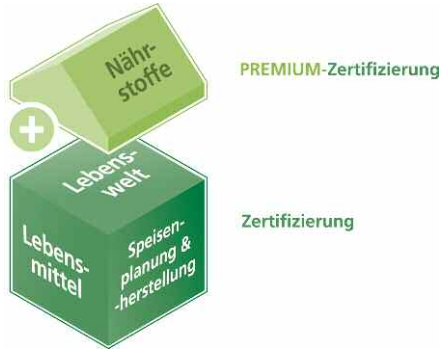 Nähr-
stoffe
PREMIUM-Zertifizierung
+
Lebens-
welt
Lebens-
mittel
Speisen-
planung &
-herstellung
Zertifizierung